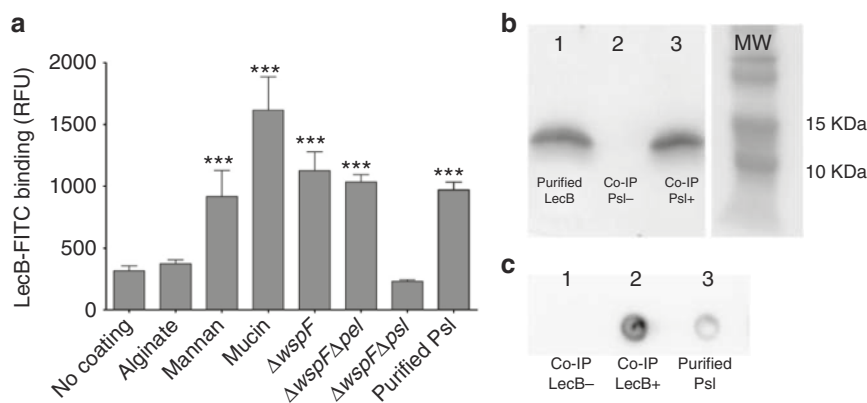 a
LecB-FITC binding (RFU)
2000
1500
1000
500
0
***
***
***
***
***
No coating
Alginate
Mannan
Mucin
ΔwspF
ΔwspFΔpel
ΔwspFΔpsl
Purified Psl
b
1 2 3 MW
15 KDa
10 KDa
Purified Co-IP Co-IP
LecB Psl– Psl+
c
1 2 3
Co-IP Co-IP Purified
LecB– LecB+ Psl